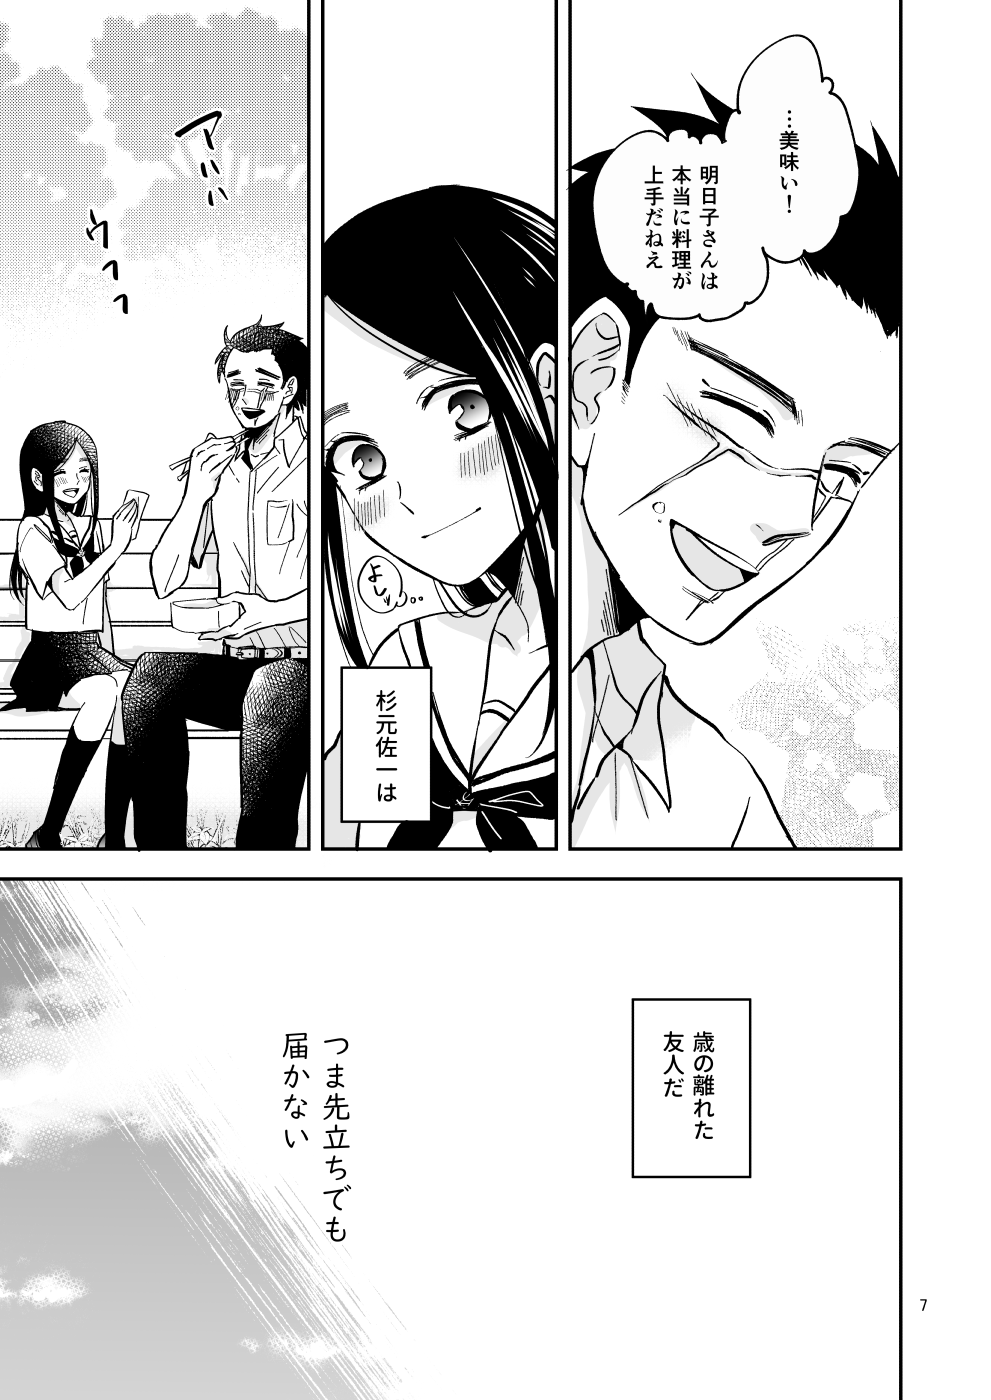 …美味い！
明日子さんは
本当に料理が
上手だねえ
よしッ…
杉元佐一は
アハハ
ウフフ
歳の離れた
友人だ
つま先立ちでも
届かない
7